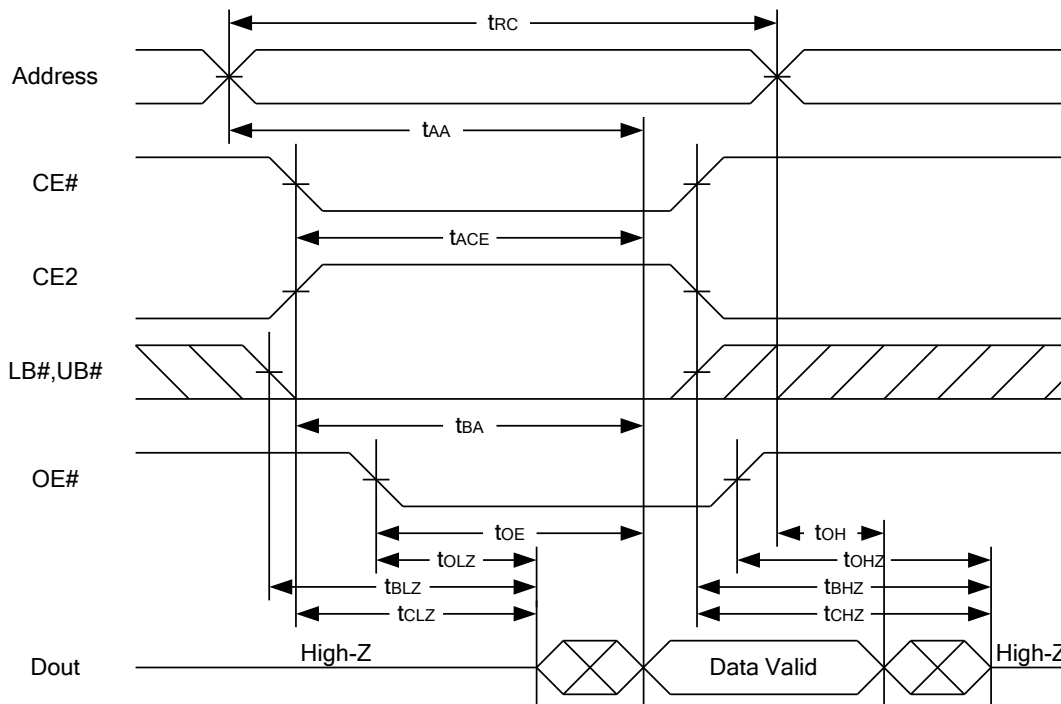 tRC
Address
tAA
CE#
tACE
CE2
LB#,UB#
tBA
OE#
tOE
tOH
tOLZ
tOHZ
tBLZ
tBHZ
tCLZ
tCHZ
High-Z
High-Z
Dout
Data Valid